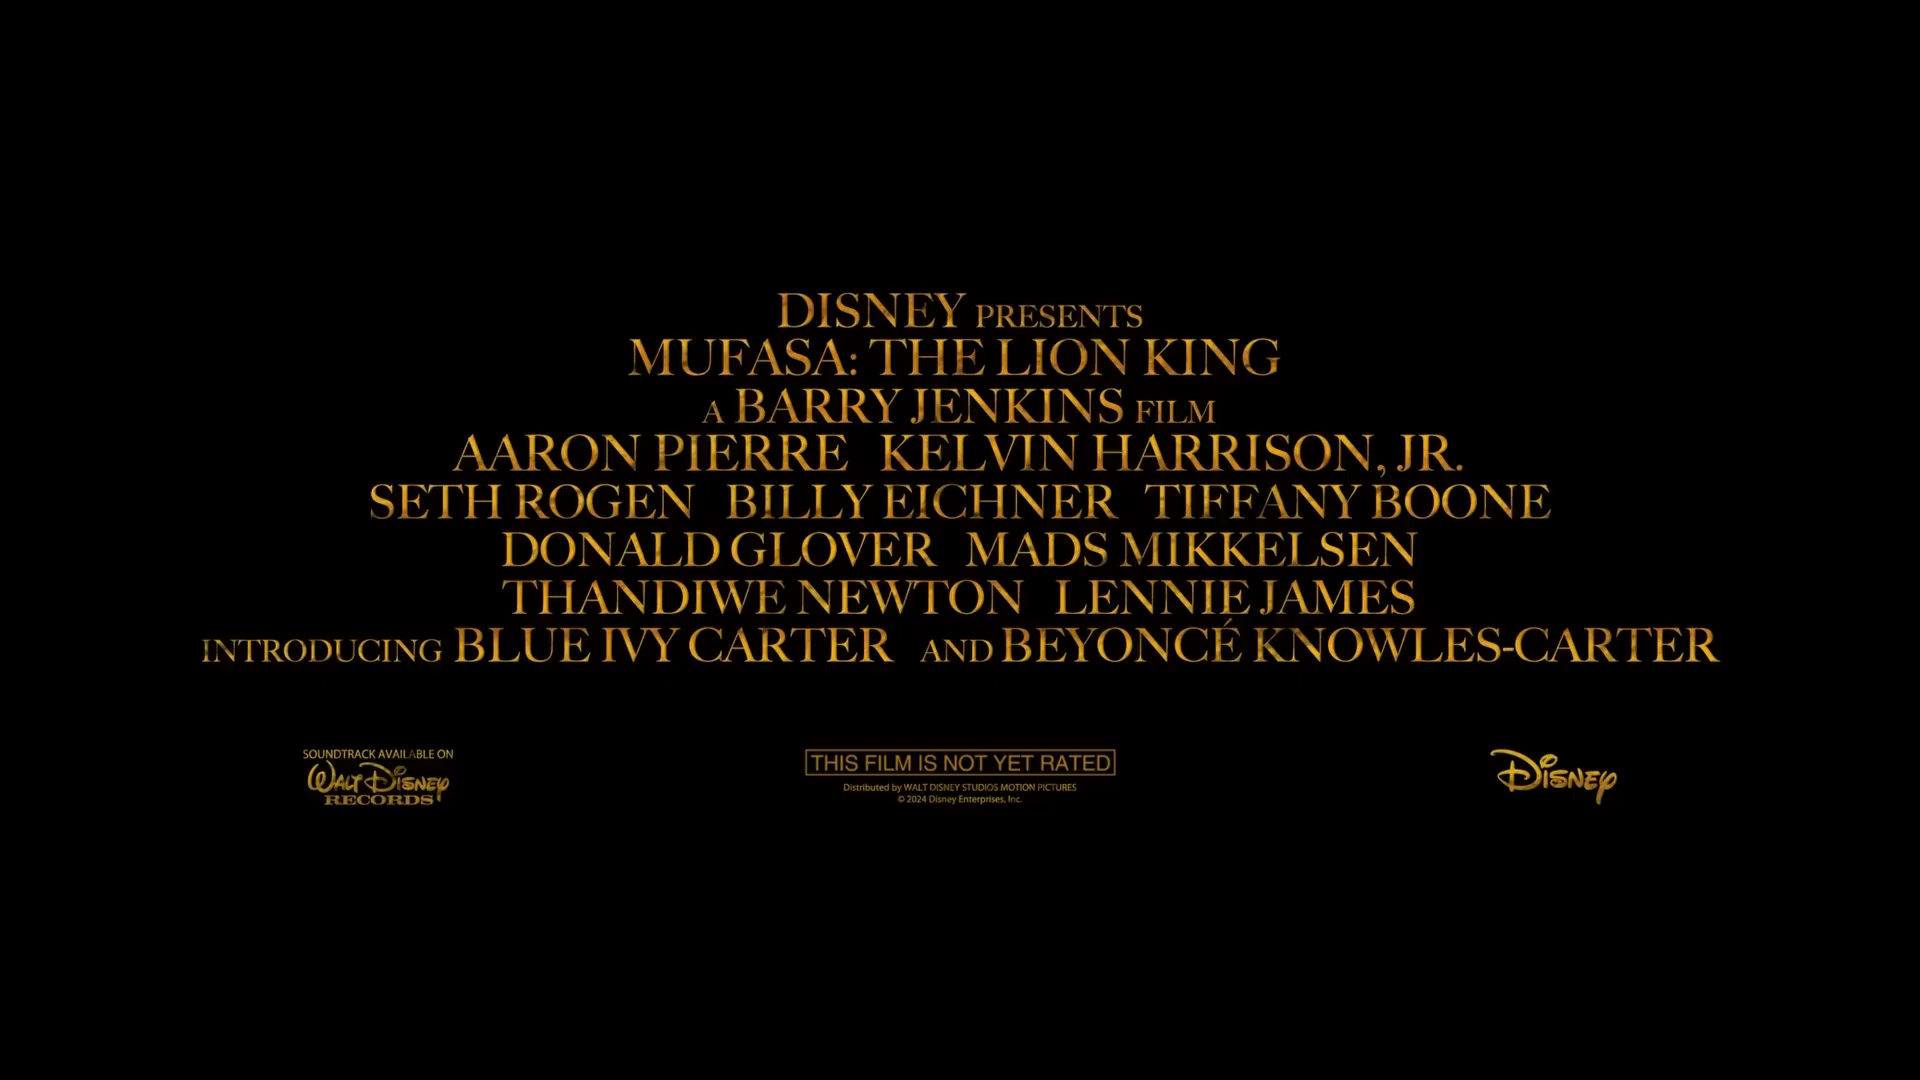 DISNEY PRESENTS
MUFASA: THE LION KING
A BARRY JENKINS FILM
AARON PIERRE KELVIN HARRISON, JR.
SETH ROGEN BILLY EICHNER TIFFANY BOONE
DONALD GLOVER MADS MIKKELSEN
THANDIWE NEWTON LENNIE JAMES
INTRODUCING BLUE IVY CARTER AND BEYONCÉ KNOWLES-CARTER
SOUNDTRACK AVAILABLE ON
WALT DISNEY
RECORDS
THIS FILM IS NOT YET RATED
Distributed by WALT DISNEY STUDIOS MOTION PICTURES
© 2024 Disney Enterprises, Inc.
DISNEY